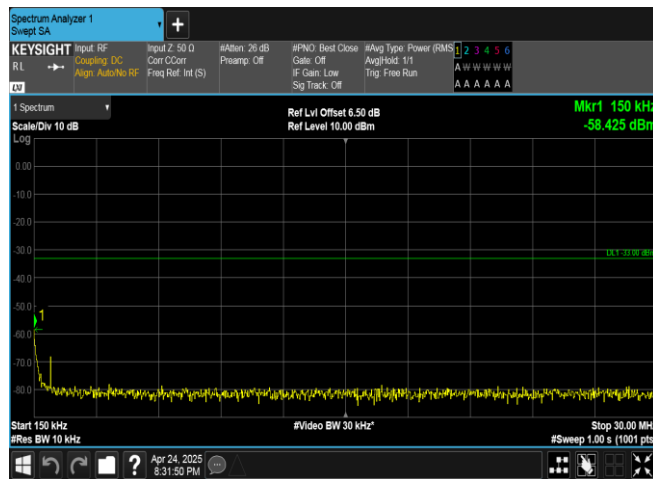 Spectrum Analyzer 1
Swept SA
+
KEYSIGHT
RL
LXI
Input: RF
Coupling: DC
Align: Auto/No RF
Input Z: 50 Ω
Corr CCorr
Freq Ref: Int (S)
#Atten: 26 dB
Preamp: Off
#PNO: Best Close
Gate: Off
IF Gain: Low
Sig Track: Off
#Avg Type: Power (RMS
Avg|Hold: 1/1
Trig: Free Run
1 2 3 4 5 6
A W W W W W
A A A A A A
1 Spectrum
Scale/Div 10 dB
Log
Ref Lvl Offset 6.50 dB
Ref Level 10.00 dBm
Mkr1 150 kHz
-58.425 dBm
0.00
-10.0
-20.0
-30.0
DL1 -33.00 dBm
-40.0
-50.0
1
-60.0
-70.0
-80.0
Start 150 kHz
#Res BW 10 kHz
#Video BW 30 kHz*
Stop 30.00 MHz
#Sweep 1.00 s (1001 pts
?
Apr 24, 2025
8:31:50 PM